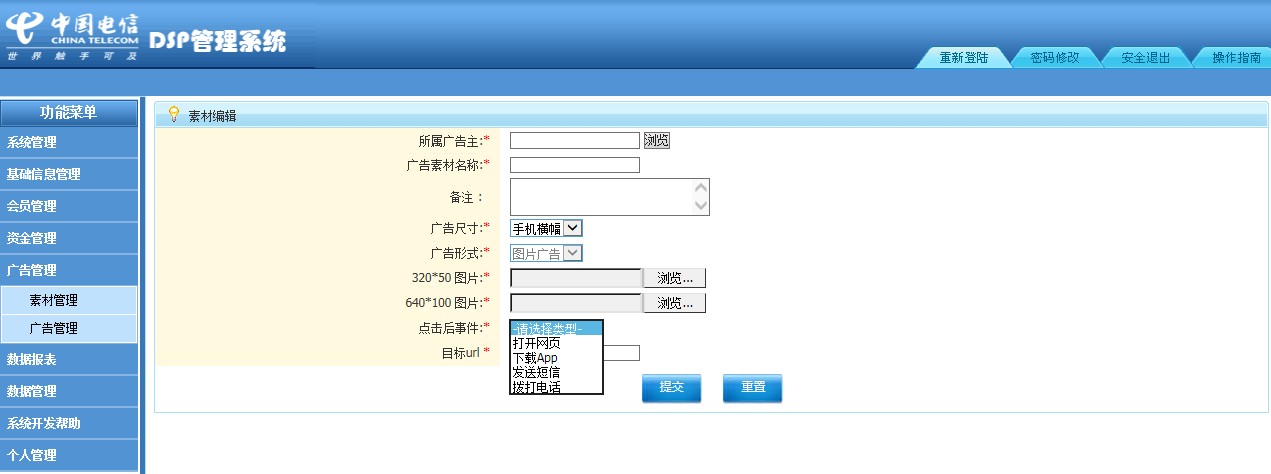 中国电信
CHINA TELECOM
世界触手可及
DSP管理系统
重新登陆 密码修改 安全退出 操作指南
功能菜单
系统管理
基础信息管理
会员管理
资金管理
广告管理
素材管理
广告管理
数据报表
数据管理
系统开发帮助
个人管理
素材编辑
所属广告主:* 浏览
广告素材名称:*
备注：
广告尺寸:* 手机横幅
广告形式:* 图片广告
320*50 图片:* 浏览...
640*100 图片:* 浏览...
点击后事件:* -请选择类型-
打开网页
下载App
发送短信
拨打电话
目标url *
提交 重置